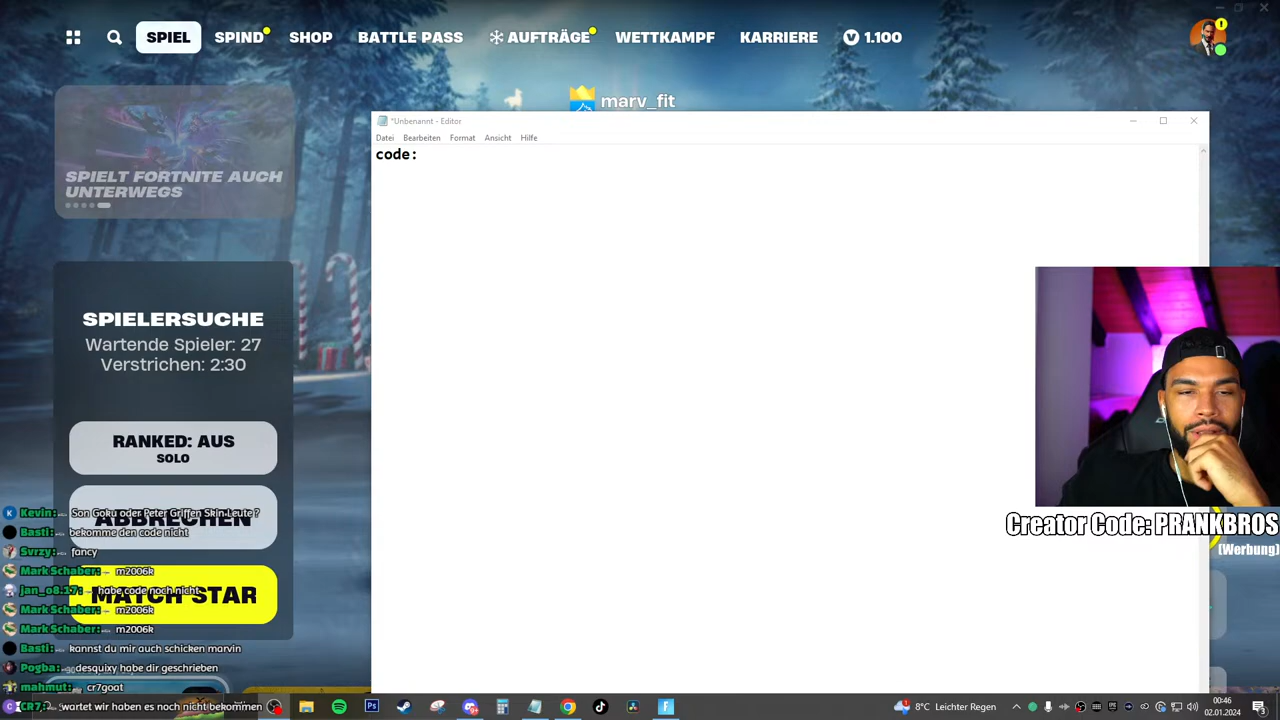 SPIEL
SPIND
SHOP
BATTLE PASS
AUFTRÄGE
WETTKAMPF
KARRIERE
1.100
marv_fit
SPIELT FORTNITE AUCH
UNTERWEGS
*Unbenannt - Editor
Datei Bearbeiten Format Ansicht Hilfe
code:
SPIELERSUCHE
Wartende Spieler: 27
Verstrichen: 2:30
RANKED: AUS
SOLO
ABBRECHEN
MATCH STAR
Kevin: Son Goku oder Peter Griffen Skin Leute ?
Basti: bekomme den code nicht
Svrzy: fancy
Mark Schaber: m2006k
jan_o8.17: habe code noch nicht
Mark Schaber: m2006k
Mark Schaber: m2006k
Basti: kannst du mir auch schicken marvin
Pogba: desquixy habe dir geschrieben
mahmut: cr7goat
CR7: wartet wir haben es noch nicht bekommen
Creator Code: PRANKBROS
(Werbung)
8°C Leichter Regen
00:46
02.01.2024